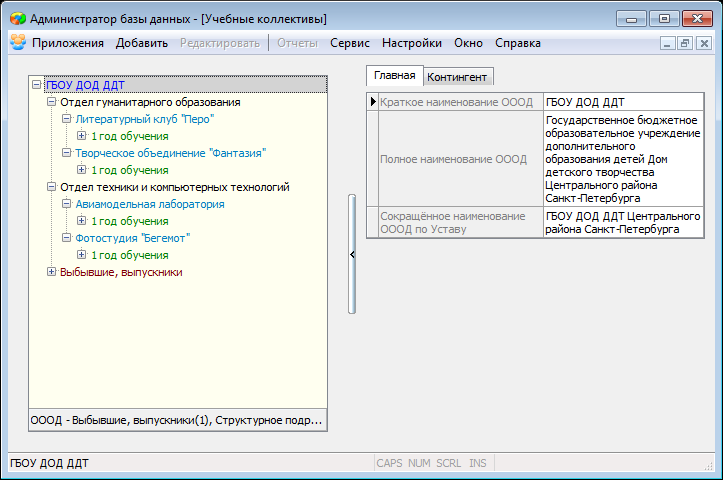 Администратор базы данных - [Учебные коллективы]
Приложения Добавить Редактировать Отчеты Сервис Настройки Окно Справка
ГБОУ ДОД ДДТ
Отдел гуманитарного образования
Литературный клуб "Перо"
1 год обучения
Творческое объединение "Фантазия"
1 год обучения
Отдел техники и компьютерных технологий
Авиамодельная лаборатория
1 год обучения
Фотостудия "Бегемот"
1 год обучения
Выбывшие, выпускники
ОООД - Выбывшие, выпускники(1), Структурное подр...
Главная Контингент
Краткое наименование ОООД ГБОУ ДОД ДДТ
Полное наименование ОООД
Государственное бюджетное
образовательное учреждение
дополнительного
образования детей Дом
детского творчества
Центрального района
Санкт-Петербурга
Сокращённое наименование
ОООД по Уставу
ГБОУ ДОД ДДТ Центрального
района Санкт-Петербурга
ГБОУ ДОД ДДТ CAPS NUM SCRL INS